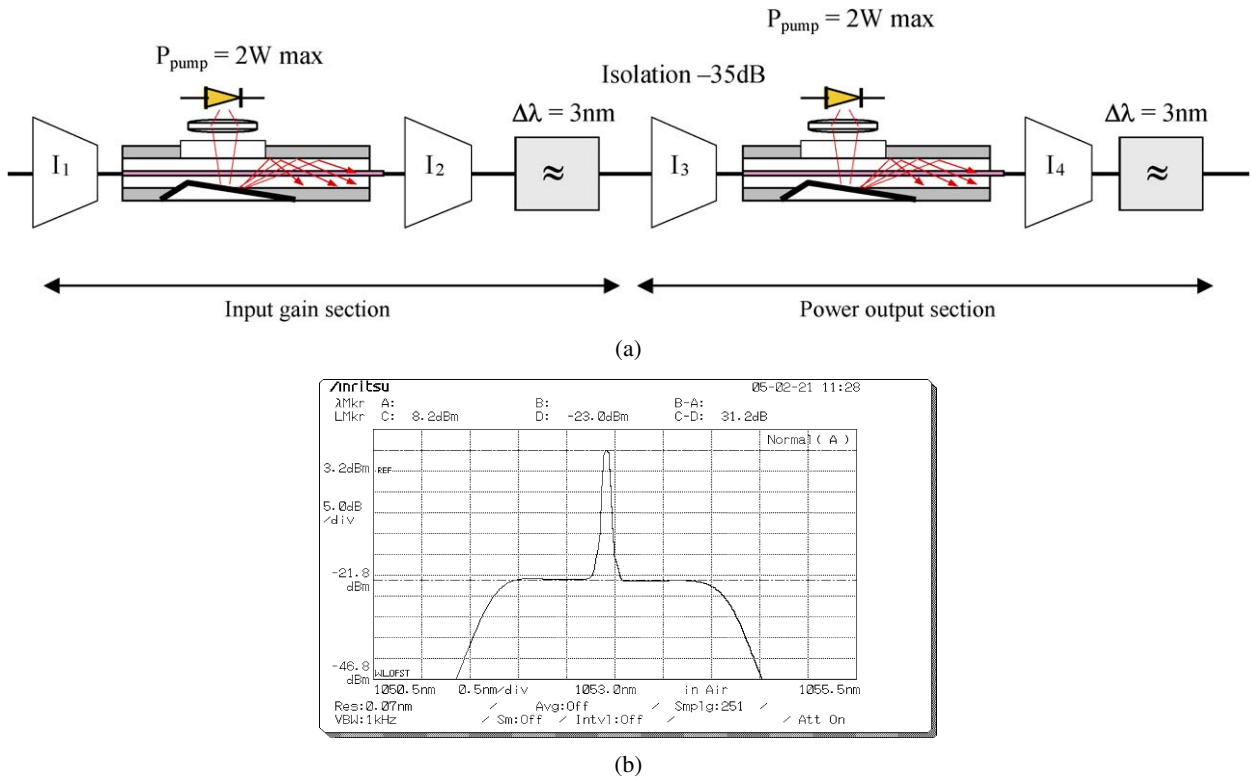 P_pump = 2W max
P_pump = 2W max
Isolation –35dB
Δλ = 3nm
Δλ = 3nm
I₁
I₂
≈
I₃
I₄
≈
Input gain section
Power output section
(a)
Anritsu 05-02-21 11:28
λMkr A: B: B-A:
LMkr C: 8.2dBm D: -23.0dBm C-D: 31.2dB
Normal ( A )
3.2dBm REF
5.0dB
/div
-21.8
dBm
-46.8
dBm
WLOFST
1050.5nm 0.5nm/div 1053.0nm in Air 1055.5nm
Res:0.07nm / Avg:Off / Smplg:251 /
VBW:1kHz / Sm:Off / Intvl:Off / / Att On
(b)